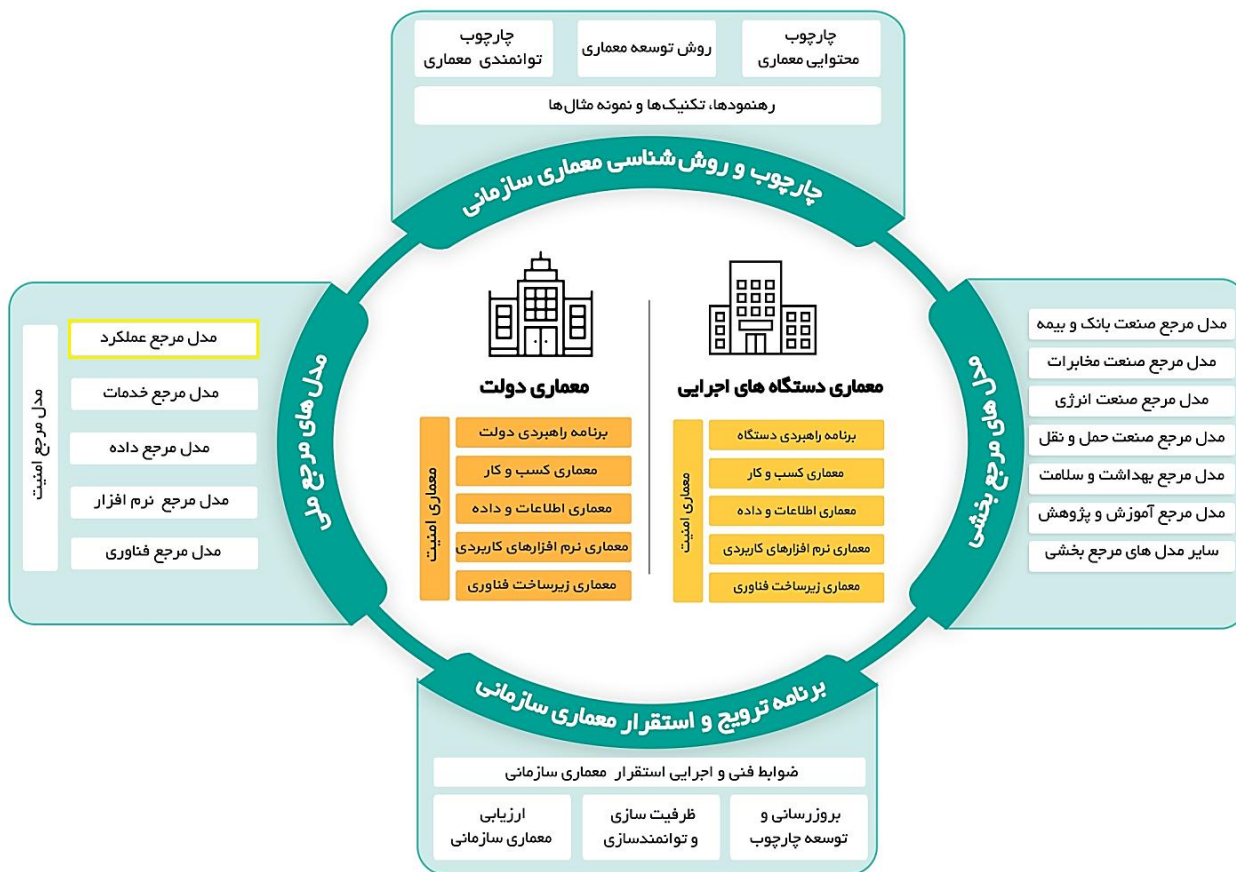 چارچوب
محتوایی معماری
روش توسعه معماری
چارچوب
توانمندی معماری
رهنمودها، تکنیک‌ها و نمونه مثال‌ها
چارچوب و روش شناسی معماری سازمانی
مدل مرجع صنعت بانک و بیمه
مدل مرجع صنعت مخابرات
مدل مرجع صنعت انرژی
مدل مرجع صنعت حمل و نقل
مدل مرجع بهداشت و سلامت
مدل مرجع آموزش و پژوهش
سایر مدل های مرجع بخشی
مدل های مرجع بخشی
معماری دستگاه های اجرایی
برنامه راهبردی دستگاه
معماری کسب و کار
معماری اطلاعات و داده
معماری نرم افزارهای کاربردی
معماری زیرساخت فناوری
معماری امنیت
معماری دولت
برنامه راهبردی دولت
معماری کسب و کار
معماری اطلاعات و داده
معماری نرم افزارهای کاربردی
معماری زیرساخت فناوری
معماری امنیت
مدل های مرجع ملی
مدل مرجع عملکرد
مدل مرجع خدمات
مدل مرجع داده
مدل مرجع نرم افزار
مدل مرجع فناوری
مدل مرجع امنیت
برنامه ترویج و استقرار معماری سازمانی
ضوابط فنی و اجرایی استقرار معماری سازمانی
بروزرسانی و
توسعه چارچوب
ظرفیت سازی
و توانمندسازی
ارزیابی
معماری سازمانی